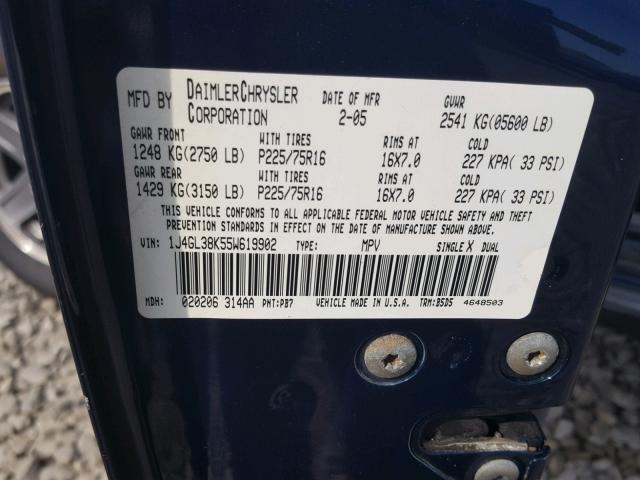 MFD BY DAIMLERCHRYSLER CORPORATION DATE OF MFR 2-05 GVWR 2541 KG(05600 LB)
GAWR FRONT WITH TIRES RIMS AT COLD
1248 KG(2750 LB) P225/75R16 16X7.0 227 KPA( 33 PSI)
GAWR REAR WITH TIRES RIMS AT COLD
1429 KG(3150 LB) P225/75R16 16X7.0 227 KPA( 33 PSI)
THIS VEHICLE CONFORMS TO ALL APPLICABLE FEDERAL MOTOR VEHICLE SAFETY AND THEFT
PREVENTION STANDARDS IN EFFECT ON THE DATE OF MANUFACTURE SHOWN ABOVE.
VIN: 1J4GL38K55W619902 TYPE: MPV SINGLE X DUAL
MDH: 020206 314AA PNT:PB7 VEHICLE MADE IN U.S.A. TRM:B5D5 4648503